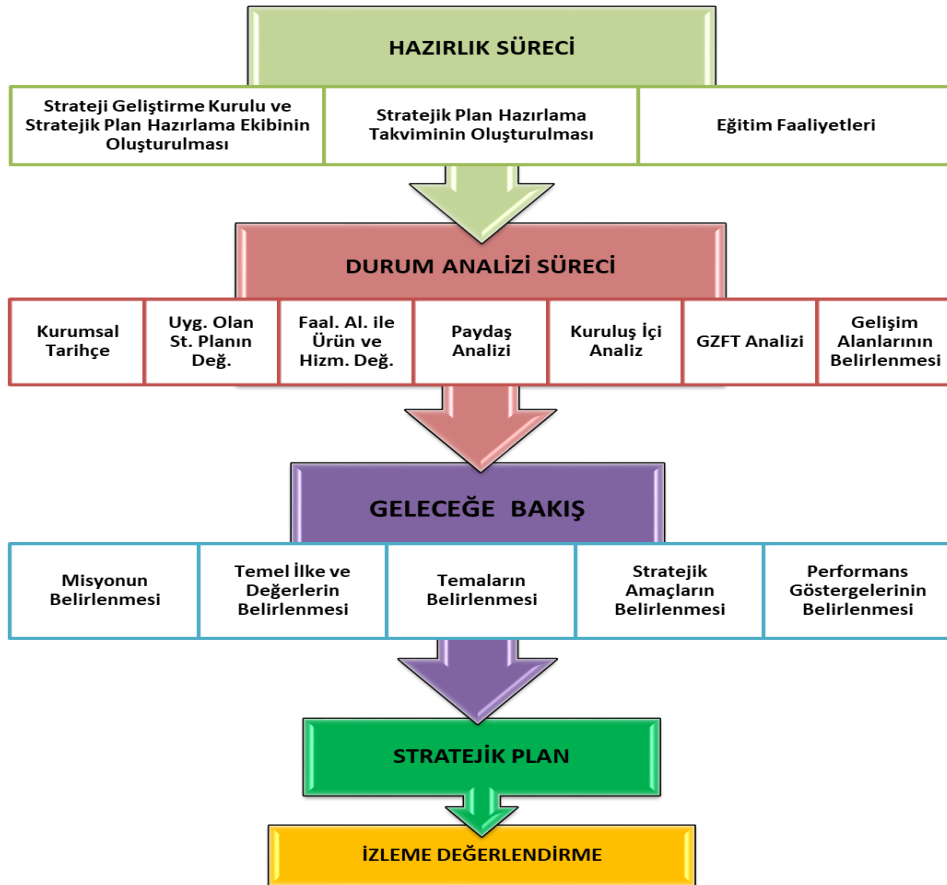 HAZIRLIK SÜRECİ
Strateji Geliştirme Kurulu ve
Stratejik Plan Hazırlama Ekibinin
Oluşturulması
Stratejik Plan Hazırlama
Takviminin Oluşturulması
Eğitim Faaliyetleri
DURUM ANALİZİ SÜRECİ
Kurumsal
Tarihçe
Uyg. Olan
St. Planın
Değ.
Faal. Al. ile
Ürün ve
Hizm. Değ.
Paydaş
Analizi
Kuruluş İçi
Analiz
GZFT Analizi
Gelişim
Alanlarının
Belirlenmesi
GELECEĞE BAKIŞ
Misyonun
Belirlenmesi
Temel İlke ve
Değerlerin
Belirlenmesi
Temaların
Belirlenmesi
Stratejik
Amaçların
Belirlenmesi
Performans
Göstergelerinin
Belirlenmesi
STRATEJİK PLAN
İZLEME DEĞERLENDİRME